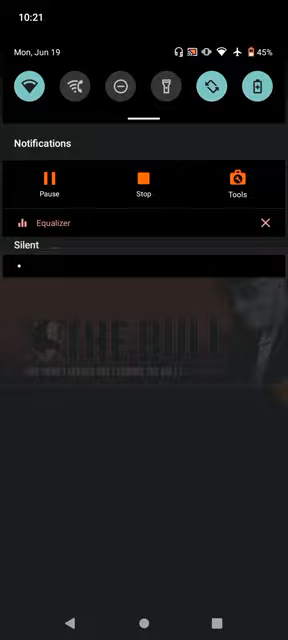 10:21
Mon, Jun 19
45%
Notifications
Pause
Stop
Tools
Equalizer
Silent